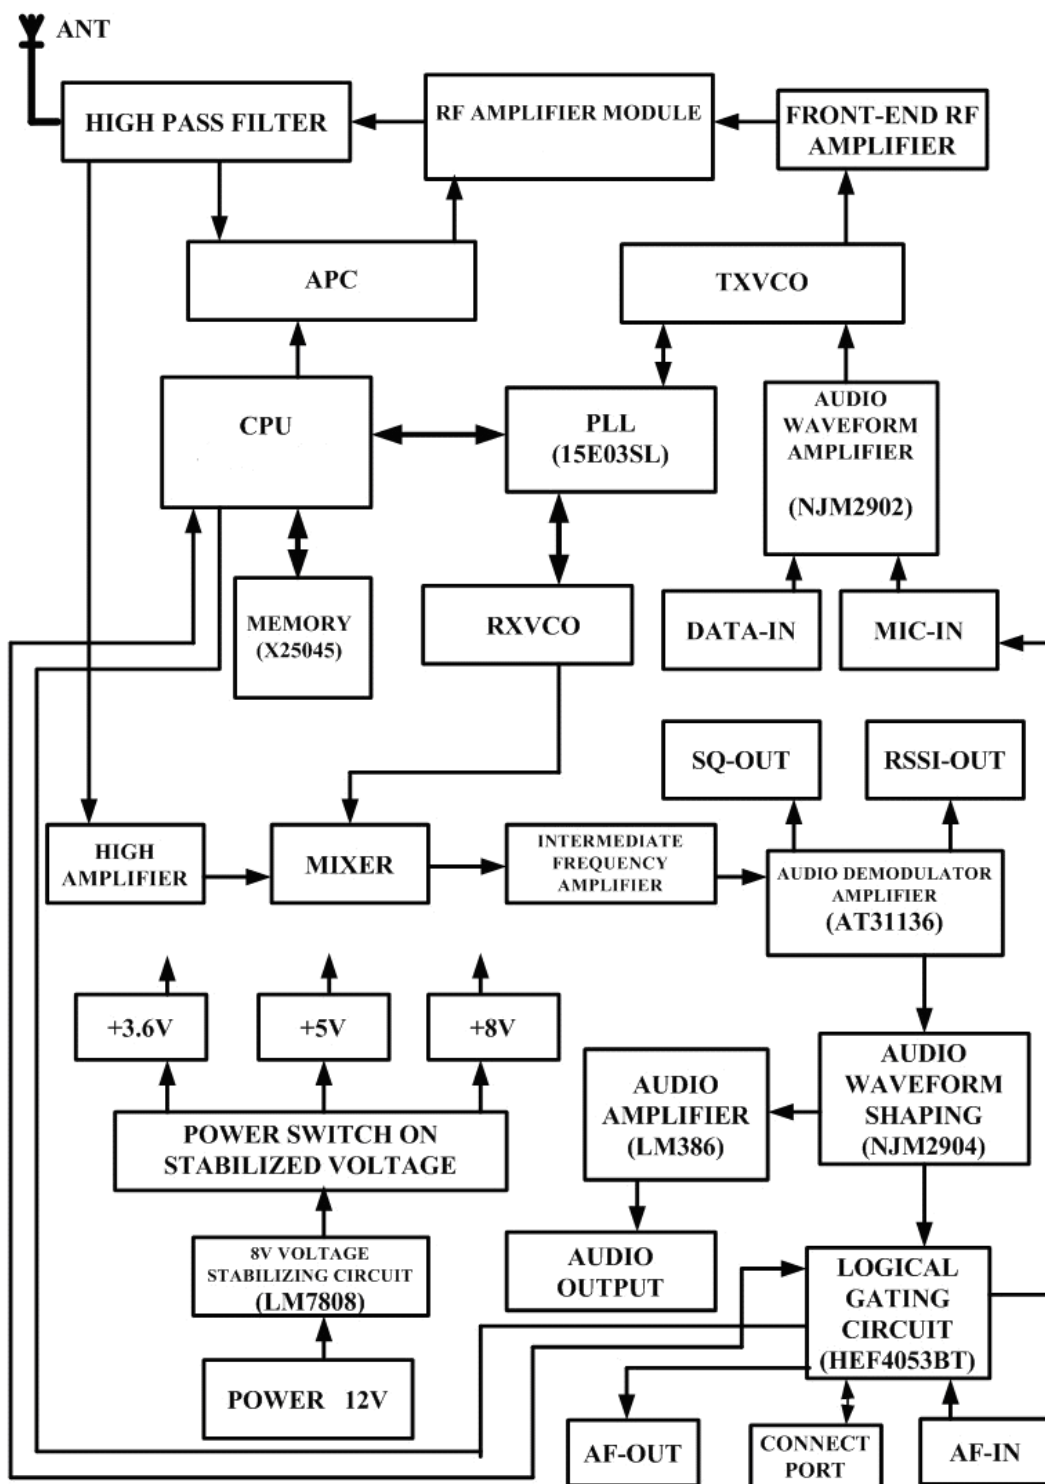 ANT
HIGH PASS FILTER
RF AMPLIFIER MODULE
FRONT-END RF
AMPLIFIER
APC
TXVCO
CPU
PLL
(15E03SL)
AUDIO
WAVEFORM
AMPLIFIER
(NJM2902)
MEMORY
(X25045)
RXVCO
DATA-IN
MIC-IN
SQ-OUT
RSSI-OUT
HIGH
AMPLIFIER
MIXER
INTERMEDIATE
FREQUENCY
AMPLIFIER
AUDIO DEMODULATOR
AMPLIFIER
(AT31136)
+3.6V
+5V
+8V
AUDIO
AMPLIFIER
(LM386)
AUDIO
WAVEFORM
SHAPING
(NJM2904)
POWER SWITCH ON
STABILIZED VOLTAGE
8V VOLTAGE
STABILIZING CIRCUIT
(LM7808)
AUDIO
OUTPUT
LOGICAL
GATING
CIRCUIT
(HEF4053BT)
POWER 12V
AF-OUT
CONNECT
PORT
AF-IN